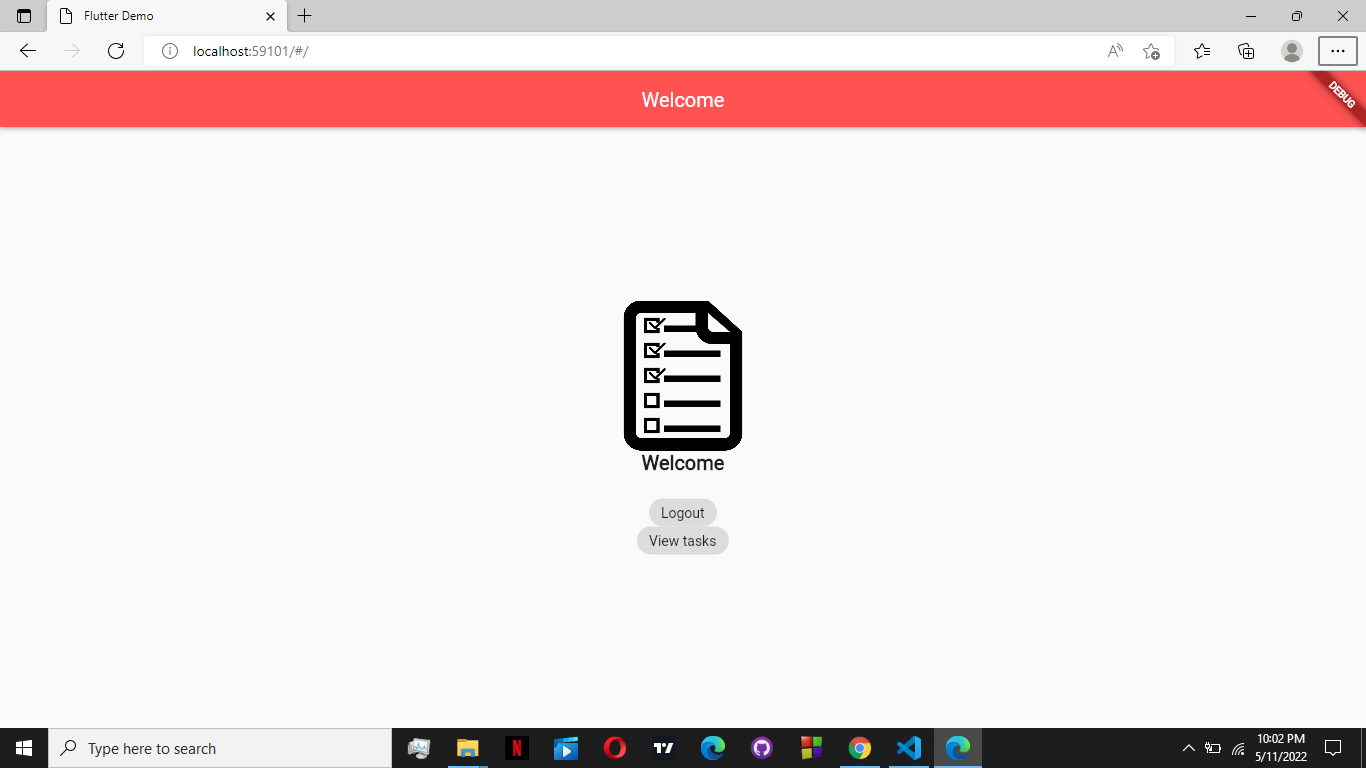 Flutter Demo
localhost:59101/#/
Welcome
DEBUG
Welcome
Logout
View tasks
Type here to search
10:02 PM
5/11/2022